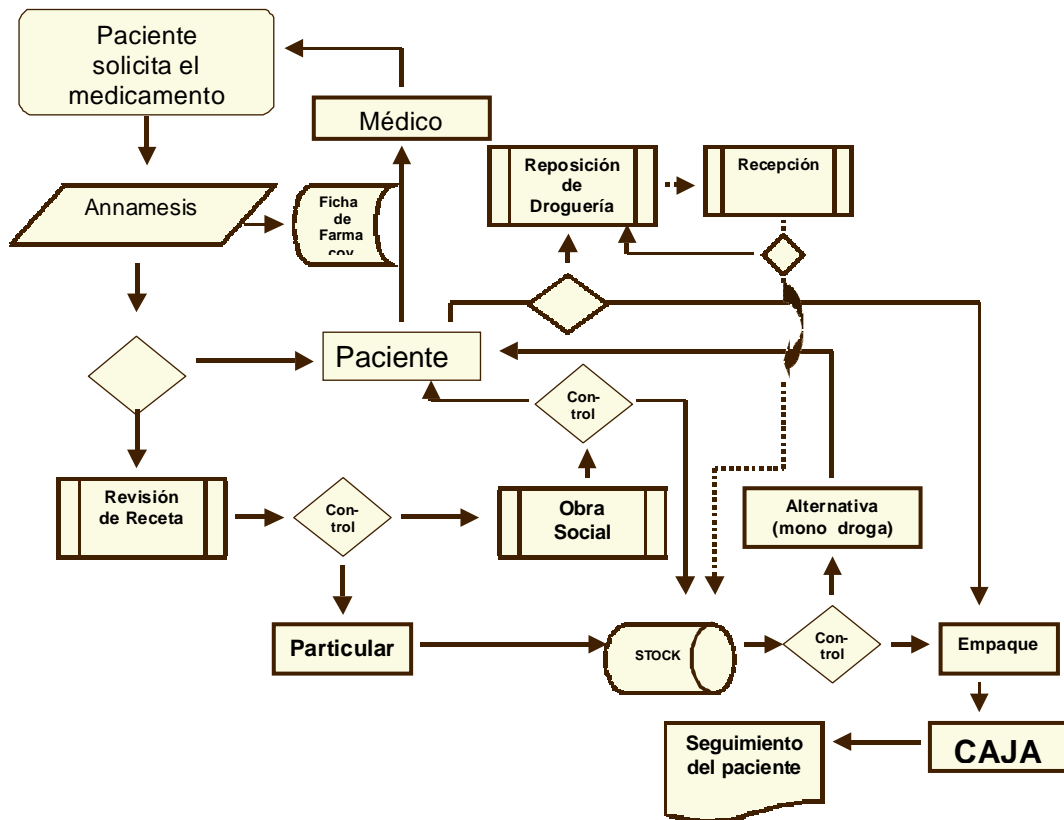 Paciente
solicita el
medicamento
Médico
Reposición
de
Droguería
Recepción
Annamesis
Ficha
de
Farma
Paciente
Con-
trol
Revisión
de Receta
Con-
trol
Obra
Social
Alternativa
(mono droga)
Particular
STOCK
Con-
trol
Empaque
Seguimiento
del paciente
CAJA